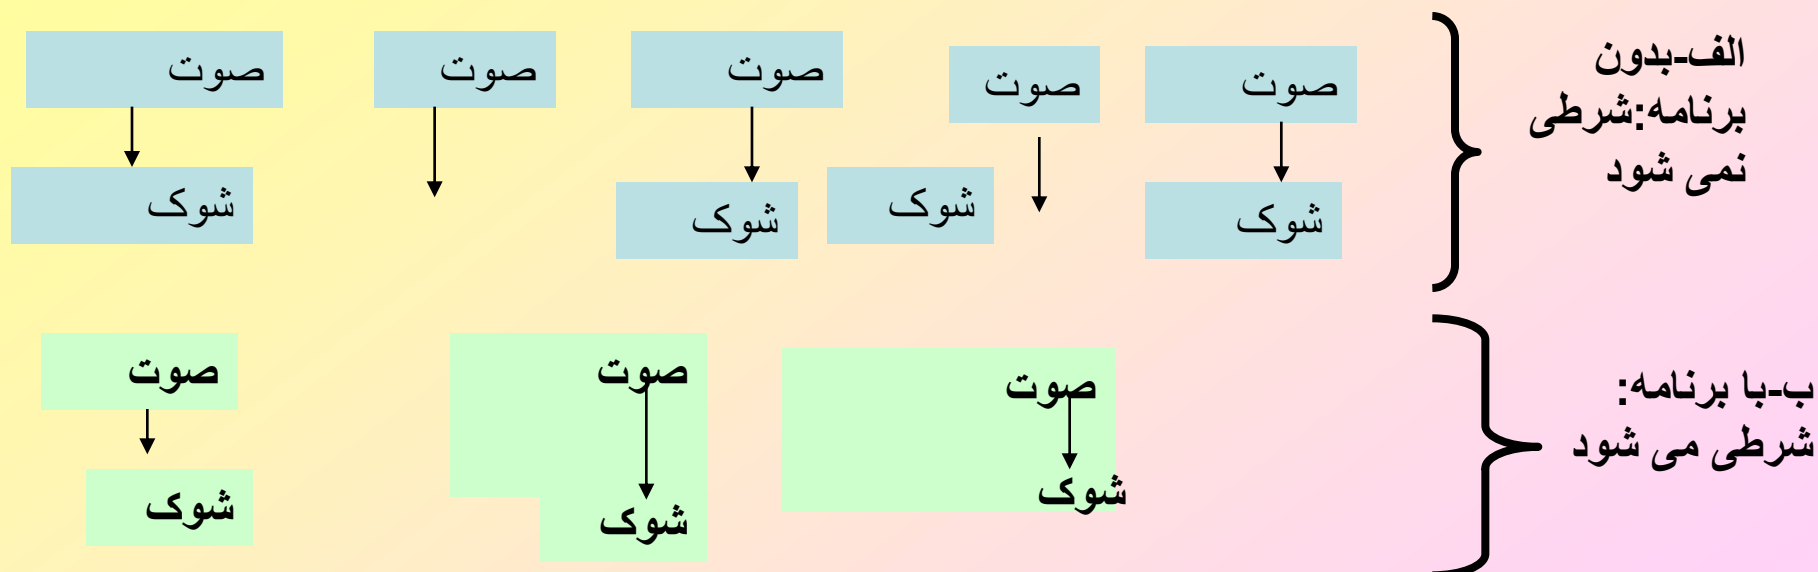 الف-بدون
برنامه:شرطی
نمی شود
صوت صوت صوت صوت صوت
شوک شوک شوک شوک
ب-با برنامه:
شرطی می شود
صوت صوت صوت
شوک شوک شوک